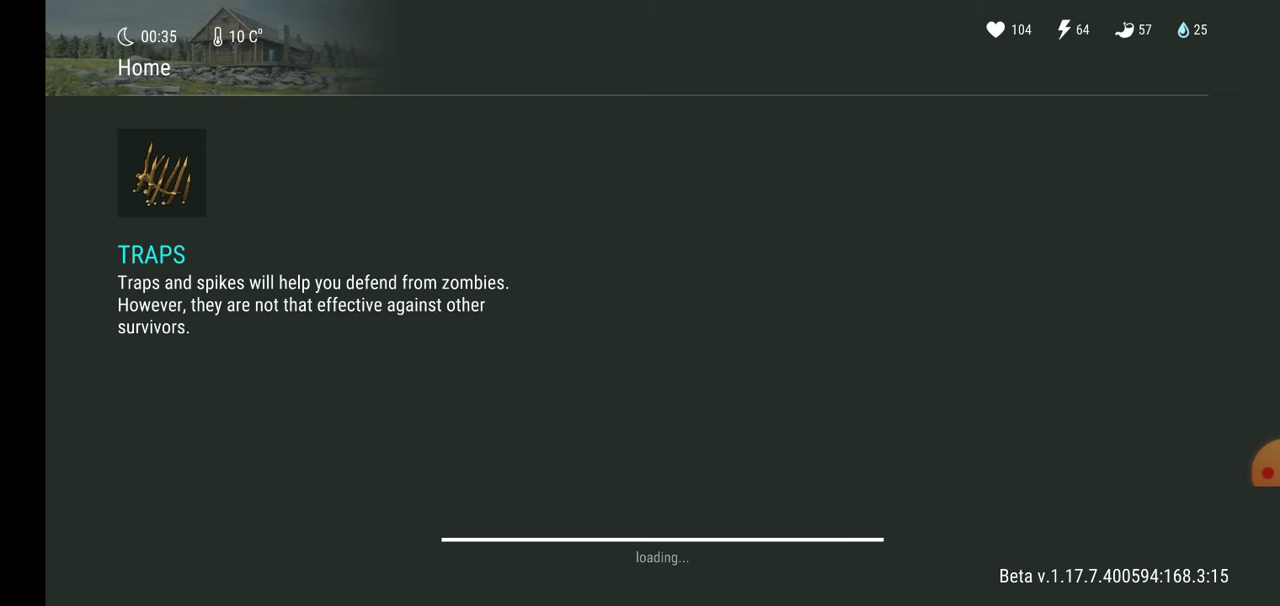 00:35 10 C° 104 64 57 25
Home
TRAPS
Traps and spikes will help you defend from zombies.
However, they are not that effective against other
survivors.
loading...
Beta v.1.17.7.400594:168.3:15